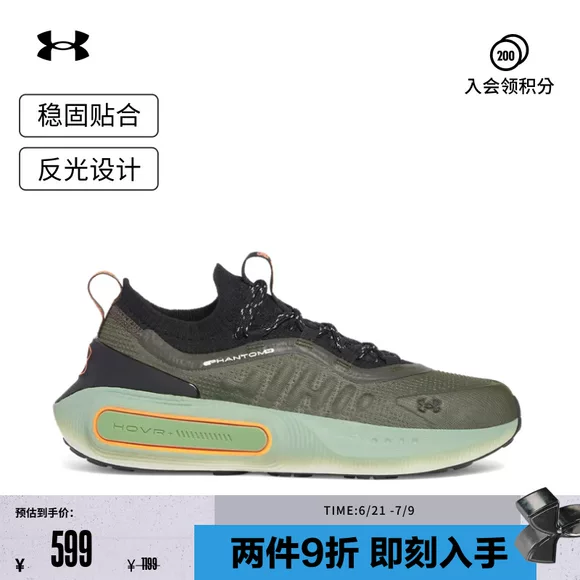 200
入会领积分
稳固贴合
反光设计
PHANTOM
HOVR+
预估到手价:
TIME:6/21 -7/9
¥ 599 ¥ 1199
两件9折 即刻入手